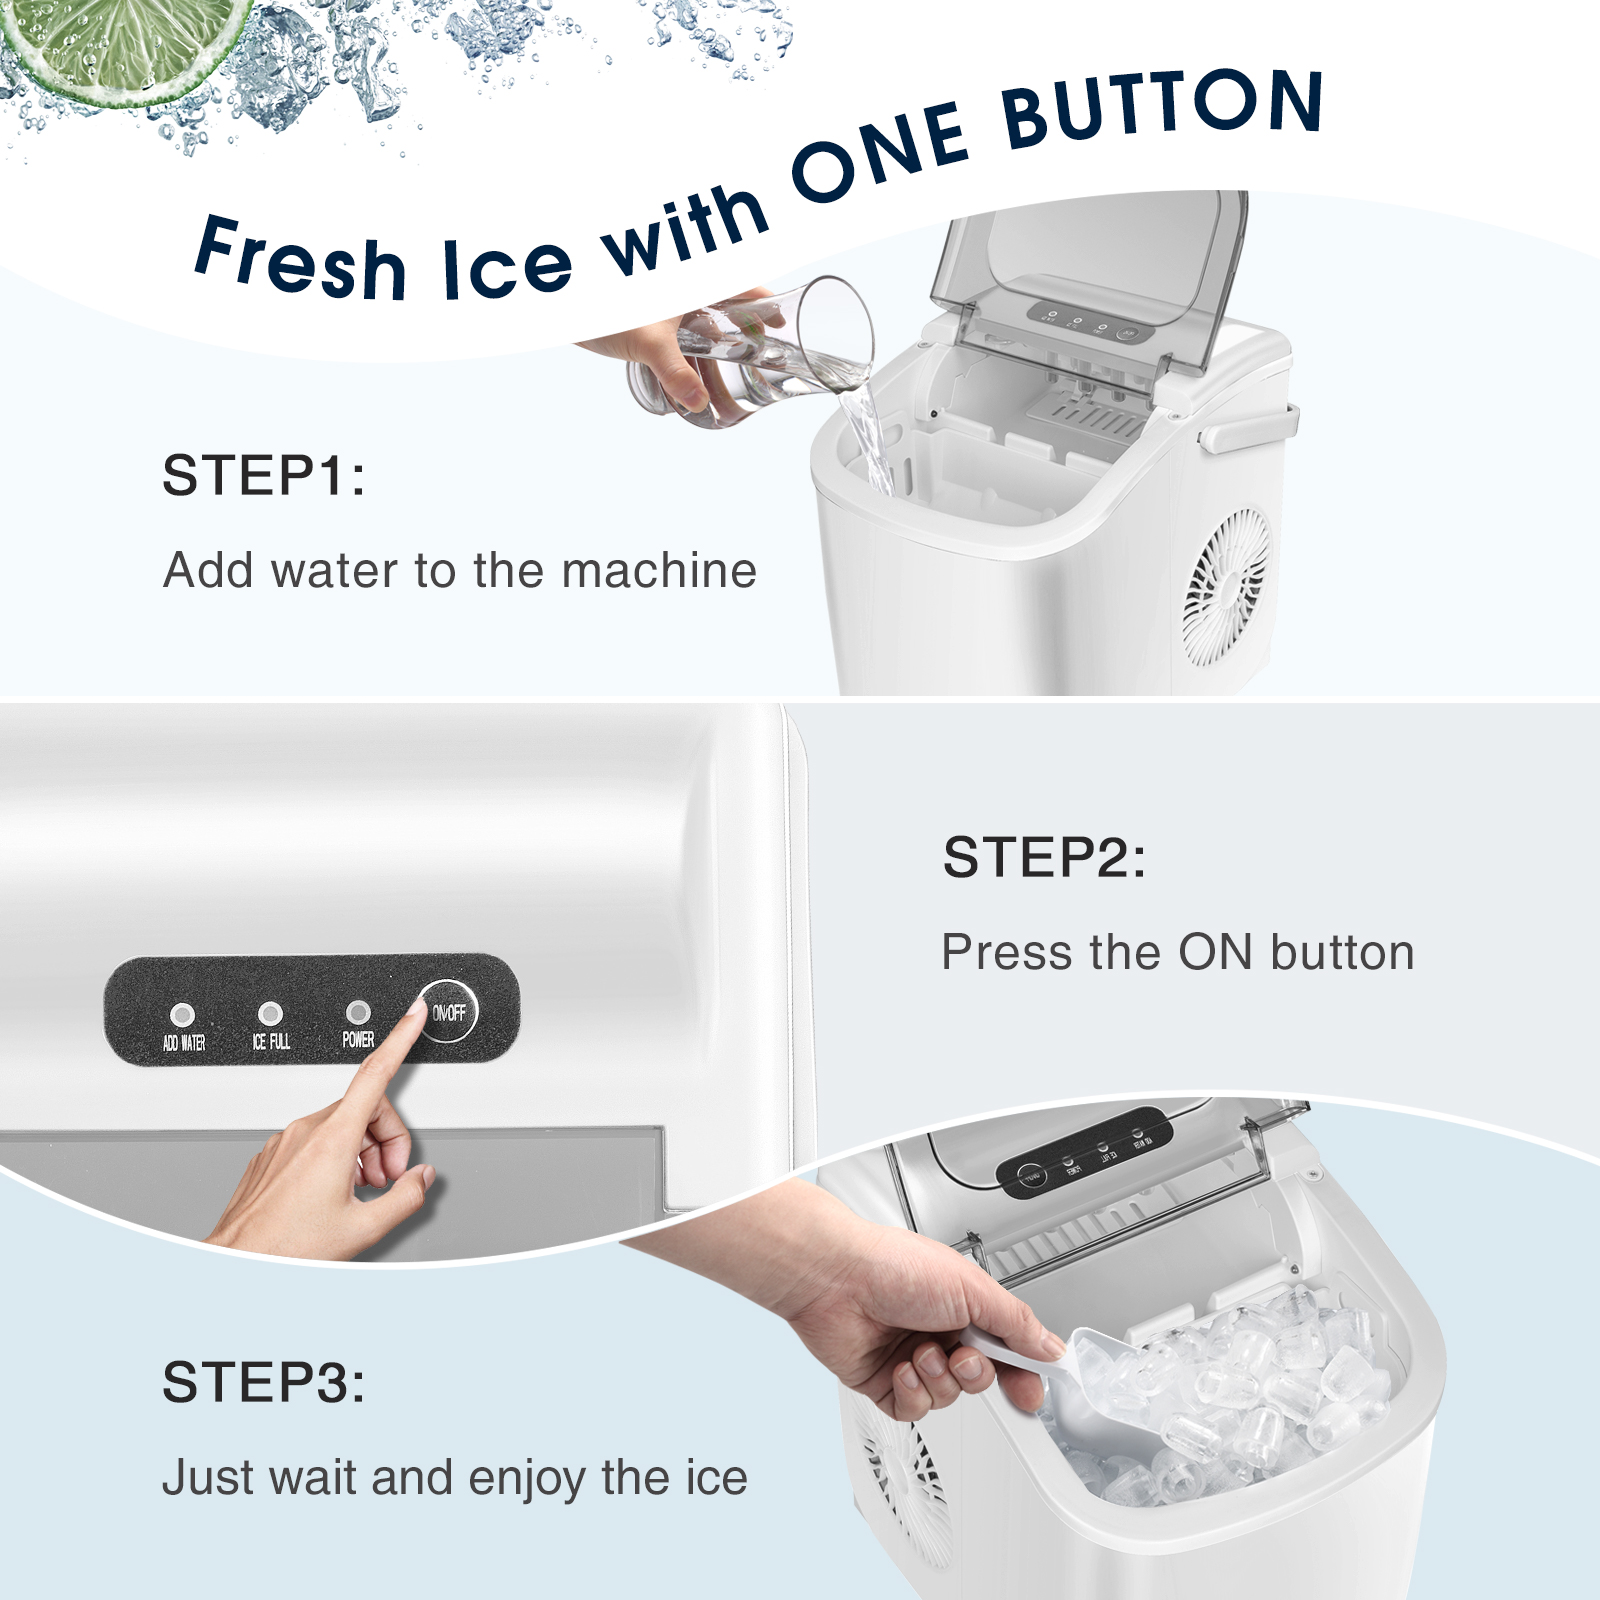 Fresh Ice with ONE BUTTON
STEP1:
Add water to the machine
STEP2:
Press the ON button
ADD WATER
ICE FULL
POWER
ON/OFF
STEP3:
Just wait and enjoy the ice